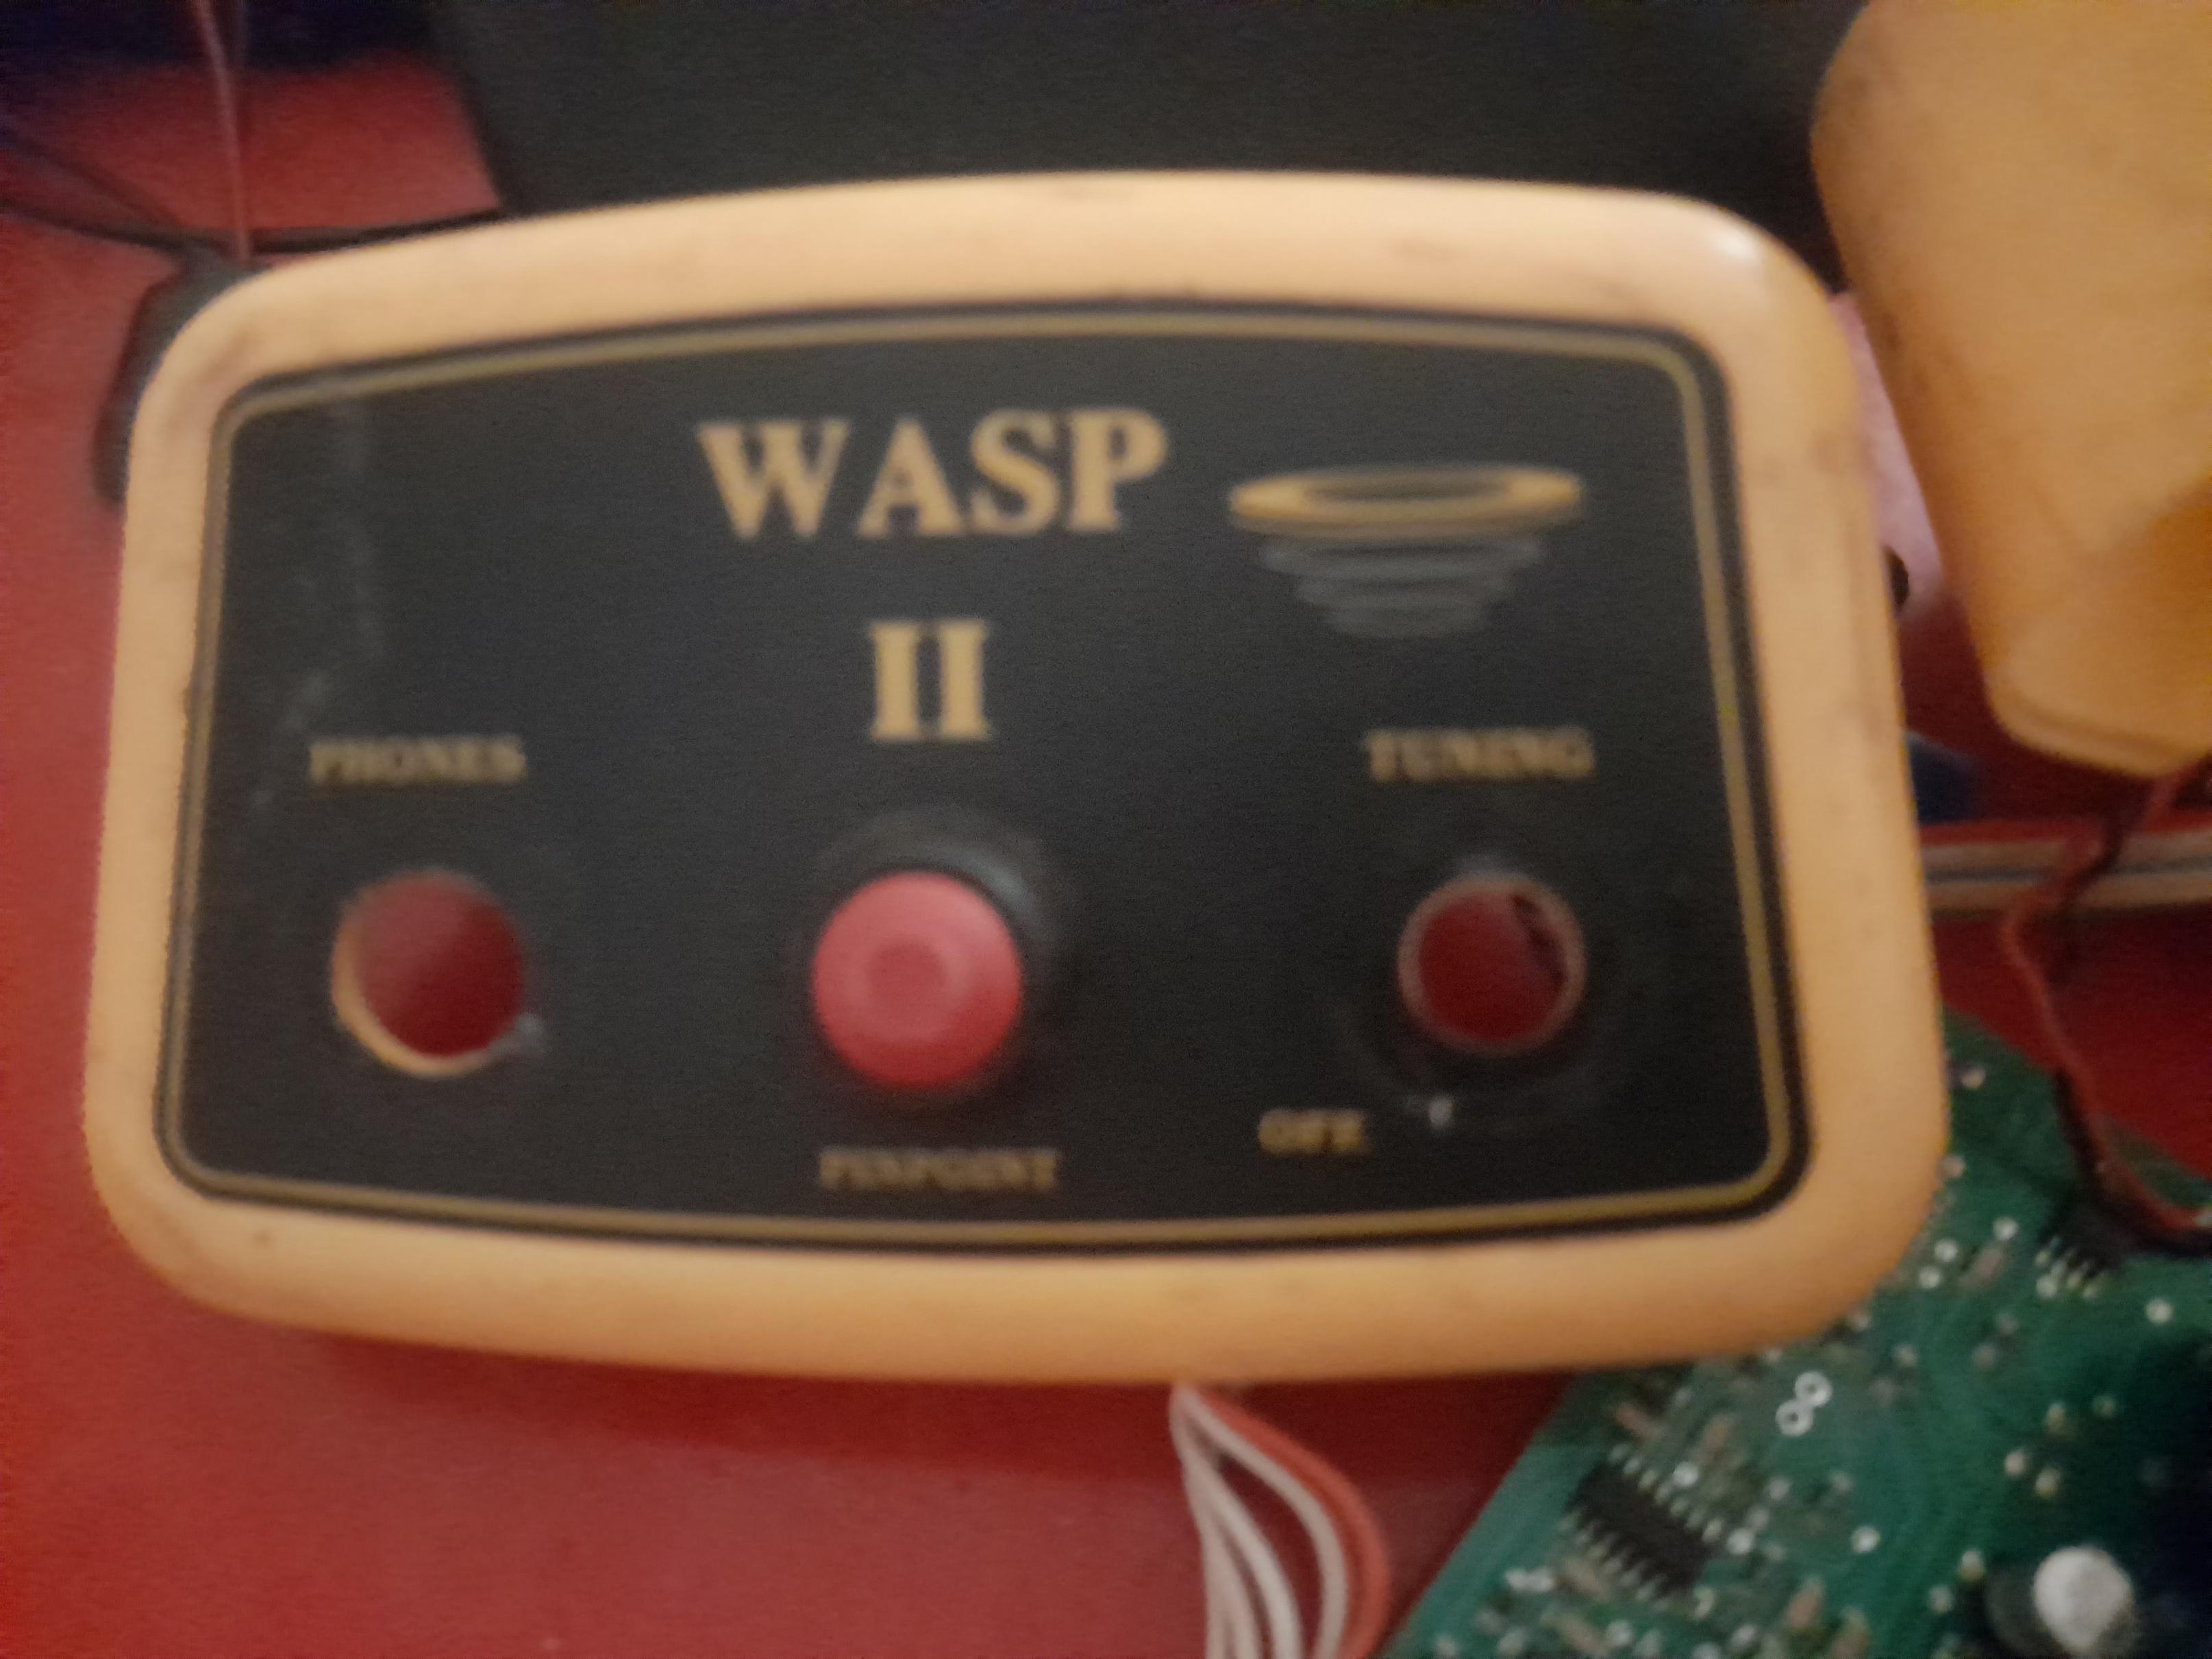 WASP
II
PHONES
TUNING
OFF
PINPOINT